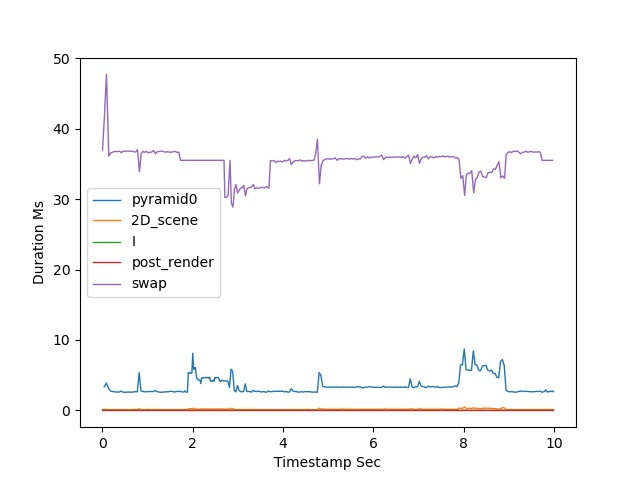 50
40
30
20
10
0
Duration Ms
pyramid0
2D_scene
I
post_render
swap
0 2 4 6 8 10
Timestamp Sec